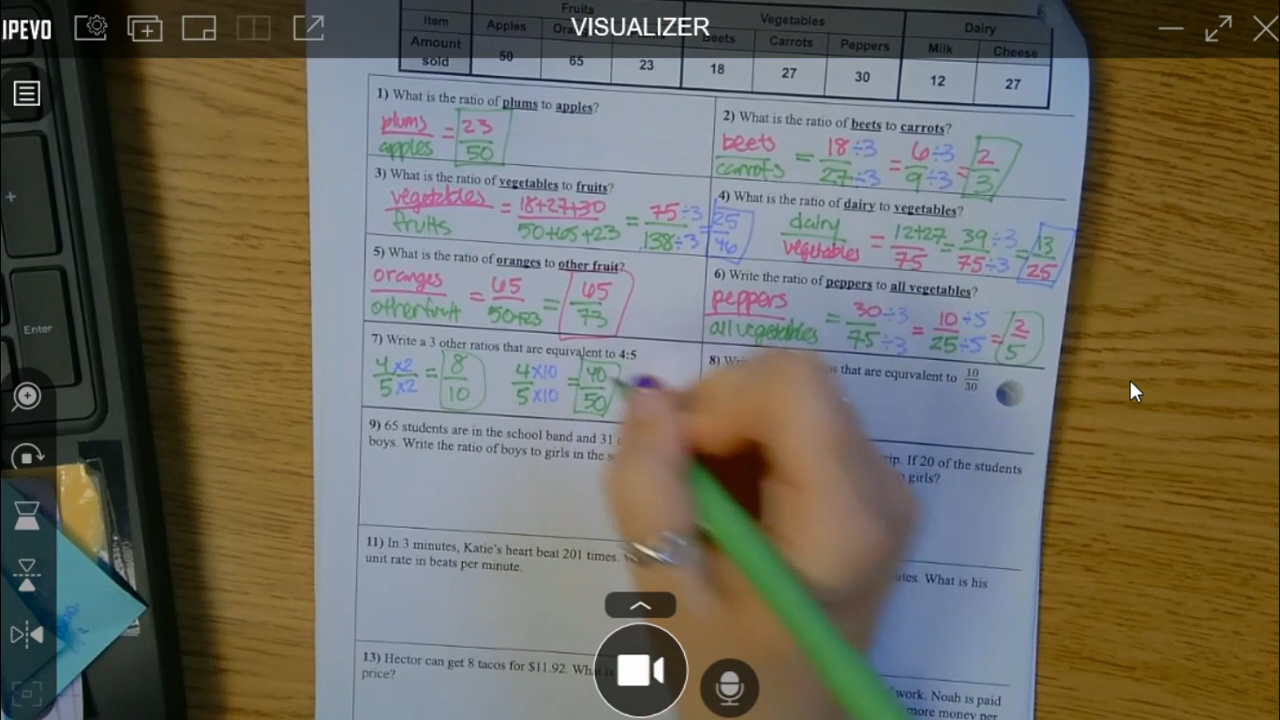 IPEVO
VISUALIZER
Fruits
Vegetables
Dairy
Item
Apples
Beets
Carrots
Peppers
Milk
Cheese
Amount
sold
50
65
23
18
27
30
12
27
1) What is the ratio of plums to apples?
plums/apples = 23/50
2) What is the ratio of beets to carrots?
beets/carrots = 18÷3/27÷3 = 6÷3/9÷3 = 2/3
3) What is the ratio of vegetables to fruits?
vegetables/fruits = 18+27+30/50+65+23 = 75÷3/138÷3 = 25/46
4) What is the ratio of dairy to vegetables?
dairy/vegetables = 12+27/75 = 39÷3/75÷3 = 13/25
5) What is the ratio of oranges to other fruit?
oranges/other fruit = 65/50+23 = 65/73
6) Write the ratio of peppers to all vegetables?
peppers/all vegetables = 30÷3/75÷3 = 10÷5/25÷5 = 2/5
7) Write a 3 other ratios that are equivalent to 4:5
4×2/5×2 = 8/10 4×10/5×10 = 40/50
8)
that are equivalent to 10/30
9) 65 students are in the school band and 31
boys. Write the ratio of boys to girls in the
If 20 of the students
girls?
11) In 3 minutes, Katie's heart beat 201 times.
unit rate in beats per minute.
What is his
13) Hector can get 8 tacos for $11.92.
price?
work. Noah is paid
more money per
Enter